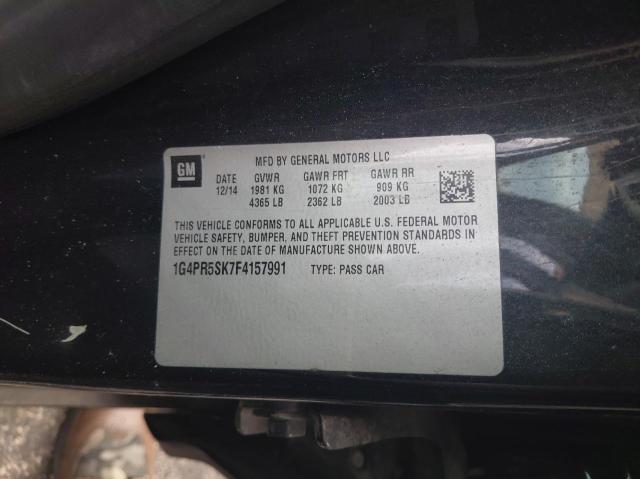 GM
MFD BY GENERAL MOTORS LLC
DATE GVWR GAWR FRT GAWR RR
12/14 1981 KG 1072 KG 909 KG
4365 LB 2362 LB 2003 LB
THIS VEHICLE CONFORMS TO ALL APPLICABLE U.S. FEDERAL MOTOR
VEHICLE SAFETY, BUMPER, AND THEFT PREVENTION STANDARDS IN
EFFECT ON THE DATE OF MANUFACTURE SHOWN ABOVE.
1G4PR5SK7F4157991 TYPE: PASS CAR